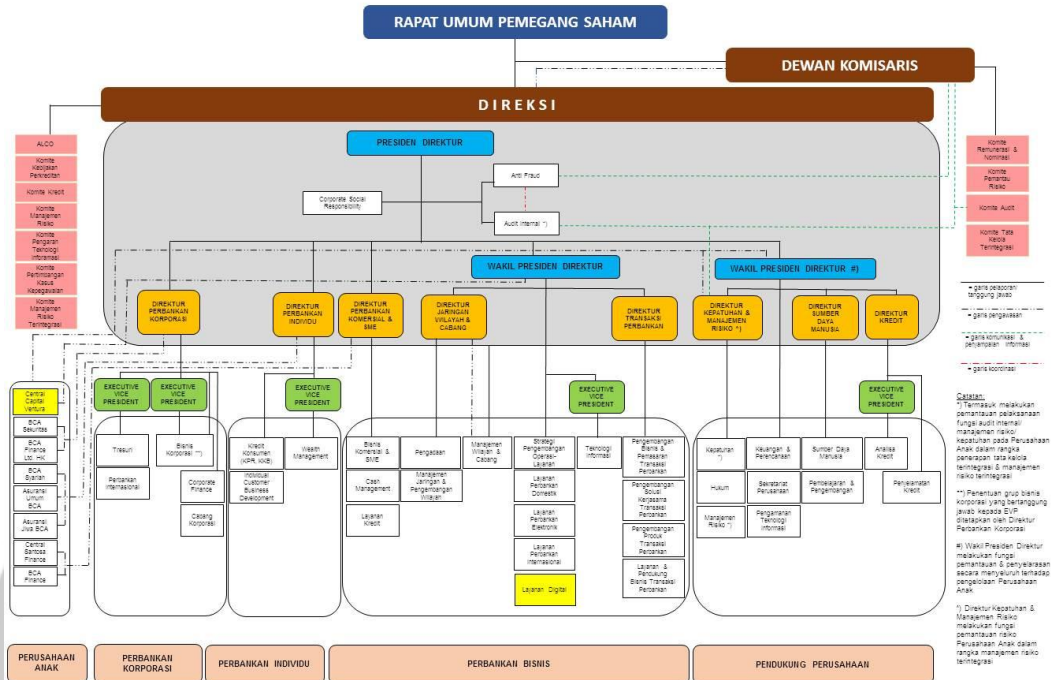 RAPAT UMUM PEMEGANG SAHAM
DEWAN KOMISARIS
DIREKSI
PRESIDEN DIREKTUR
ALCO
Komite
Kebijakan
Perkreditan
Komite Kredit
Komite
Manajemen
Risiko
Komite
Pengarah
Teknologi
Informasi
Komite
Pertimbangan
Kasus
Kepegawaian
Komite
Manajemen
Risiko
Terintegrasi
Corporate Social
Responsibility
Anti Fraud
Audit Internal *)
Komite
Remunerasi &
Nominasi
Komite
Pemantau
Risiko
Komite Audit
Komite Tata
Kelola
Terintegrasi
WAKIL PRESIDEN DIREKTUR
WAKIL PRESIDEN DIREKTUR #)
DIREKTUR
PERBANKAN
KORPORASI
DIREKTUR
PERBANKAN
INDIVIDU
DIREKTUR
PERBANKAN
KOMERSIAL &
SME
DIREKTUR
JARINGAN
WILAYAH &
CABANG
DIREKTUR
TRANSAKSI
PERBANKAN
DIREKTUR
KEPATUHAN &
MANAJEMEN
RISIKO *)
DIREKTUR
SUMBER
DAYA
MANUSIA
DIREKTUR
KREDIT
= garis pelaporan/
tanggung jawab
= garis pengawasan
= garis komunikasi &
penyampaian informasi
= garis koordinasi
EXECUTIVE
VICE
PRESIDENT
EXECUTIVE
VICE
PRESIDENT
EXECUTIVE
VICE
PRESIDENT
EXECUTIVE
VICE
PRESIDENT
EXECUTIVE
VICE
PRESIDENT
Central
Capital
Ventura
BCA
Sekuritas
BCA
Finance
Ltd. HK
BCA
Syariah
Asuransi
Umum
BCA
Asuransi
Jiwa BCA
Central
Santosa
Finance
BCA
Finance
Tresuri
Perbankan
Internasional
Bisnis
Korporasi **)
Corporate
Finance
Cabang
Korporasi
Kredit
Konsumen
(KPR, KKB)
Individual
Customer
Business
Development
Wealth
Management
Bisnis
Komersial &
SME
Cash
Management
Layanan
Kredit
Pengadaan
Manajemen
Jaringan &
Pengembangan
Wilayah
Manajemen
Wilayah &
Cabang
Strategi
Pengembangan
Operasi-
Layanan
Layanan
Perbankan
Domestik
Layanan
Perbankan
Elektronik
Layanan
Perbankan
Internasional
Layanan Digital
Teknologi
Informasi
Pengembangan
Bisnis &
Pemasaran
Transaksi
Perbankan
Pengembangan
Solusi
Kerjasama
Transaksi
Perbankan
Pengembangan
Produk
Transaksi
Perbankan
Layanan &
Pendukung
Bisnis Transaksi
Perbankan
Kepatuhan
*)
Hukum
Manajemen
Risiko *)
Keuangan &
Perencanaan
Sekretariat
Perusahaan
Pengamanan
Teknologi
Informasi
Sumber Daya
Manusia
Pembelajaran &
Pengembangan
Analisa
Kredit
Penyelamatan
Kredit
Catatan:
*) Termasuk melakukan
pemantauan pelaksanaan
fungsi audit internal/
manajemen risiko/
kepatuhan pada Perusahaan
Anak dalam rangka
penerapan tata kelola
terintegrasi & manajemen
risiko terintegrasi
**) Penentuan grup bisnis
korporasi yang bertanggung
jawab kepada EVP
ditetapkan oleh Direktur
Perbankan Korporasi
#) Wakil Presiden Direktur
melakukan fungsi
pemantauan & penyelarasan
secara menyeluruh terhadap
pengelolaan Perusahaan
Anak
*) Direktur Kepatuhan &
Manajemen Risiko
melakukan fungsi
pemantauan risiko
Perusahaan Anak dalam
rangka manajemen risiko
terintegrasi
PERUSAHAAN
ANAK
PERBANKAN
KORPORASI
PERBANKAN INDIVIDU
PERBANKAN BISNIS
PENDUKUNG PERUSAHAAN